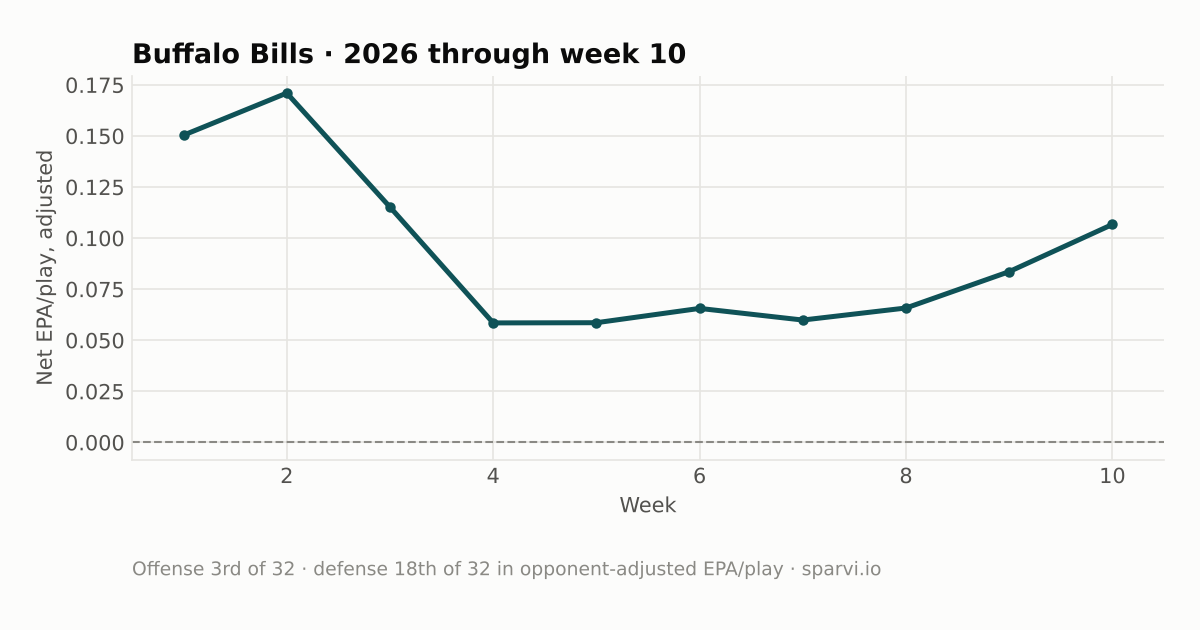 Buffalo Bills · 2026 through week 10
Net EPA/play, adjusted
0.175
0.150
0.125
0.100
0.075
0.050
0.025
0.000
2 4 6 8 10
Week
Offense 3rd of 32 · defense 18th of 32 in opponent-adjusted EPA/play · sparvi.io